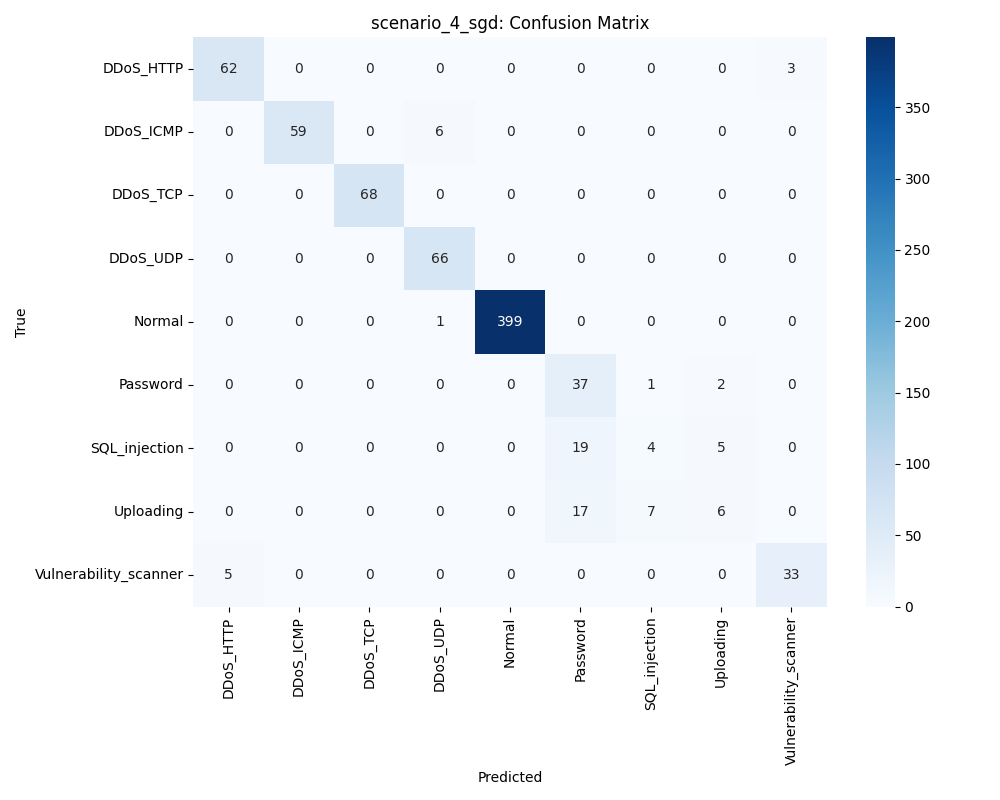 scenario_4_sgd: Confusion Matrix
True
DDoS_HTTP 62 0 0 0 0 0 0 0 3
DDoS_ICMP 0 59 0 6 0 0 0 0 0
DDoS_TCP 0 0 68 0 0 0 0 0 0
DDoS_UDP 0 0 0 66 0 0 0 0 0
Normal 0 0 0 1 399 0 0 0 0
Password 0 0 0 0 0 37 1 2 0
SQL_injection 0 0 0 0 0 19 4 5 0
Uploading 0 0 0 0 0 17 7 6 0
Vulnerability_scanner 5 0 0 0 0 0 0 0 33
DDoS_HTTP
DDoS_ICMP
DDoS_TCP
DDoS_UDP
Normal
Password
SQL_injection
Uploading
Vulnerability_scanner
Predicted
350
300
250
200
150
100
50
0